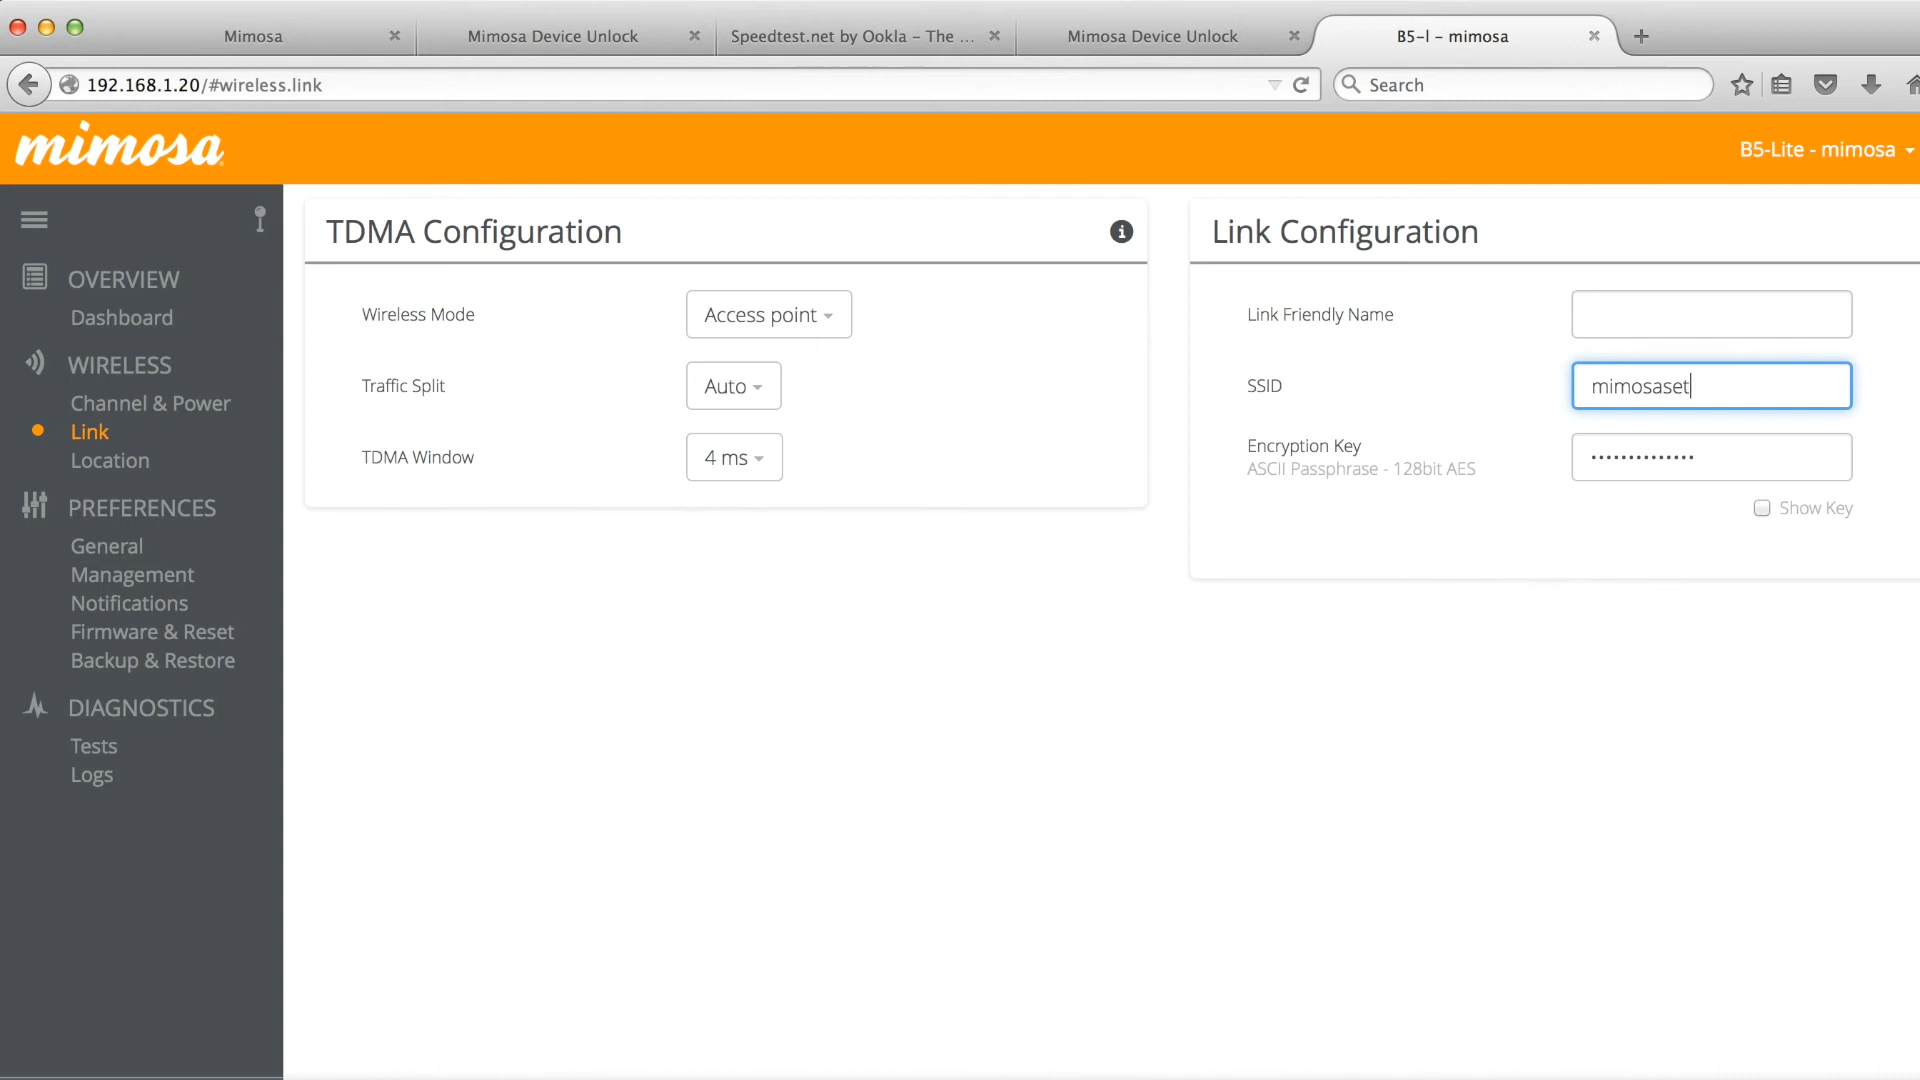 Mimosa
Mimosa Device Unlock
Speedtest.net by Ookla – The ...
Mimosa Device Unlock
B5-l – mimosa
192.168.1.20/#wireless.link
Search
mimosa
B5-Lite - mimosa
OVERVIEW
Dashboard
WIRELESS
Channel & Power
Link
Location
PREFERENCES
General
Management
Notifications
Firmware & Reset
Backup & Restore
DIAGNOSTICS
Tests
Logs
TDMA Configuration
Wireless Mode
Access point
Traffic Split
Auto
TDMA Window
4 ms
Link Configuration
Link Friendly Name
SSID
mimosaset
Encryption Key
ASCII Passphrase - 128bit AES
••••••••••••••
Show Key